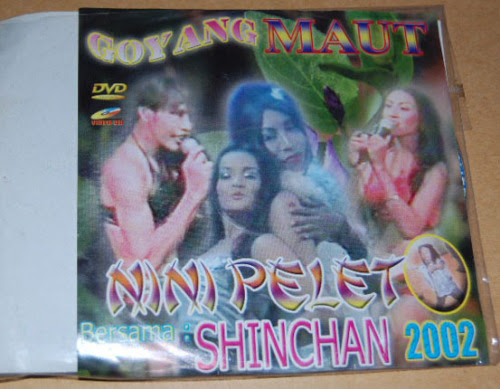 GOYANG MAUT
DVD
NINI PELET
Bersama : SHINCHAN 2002